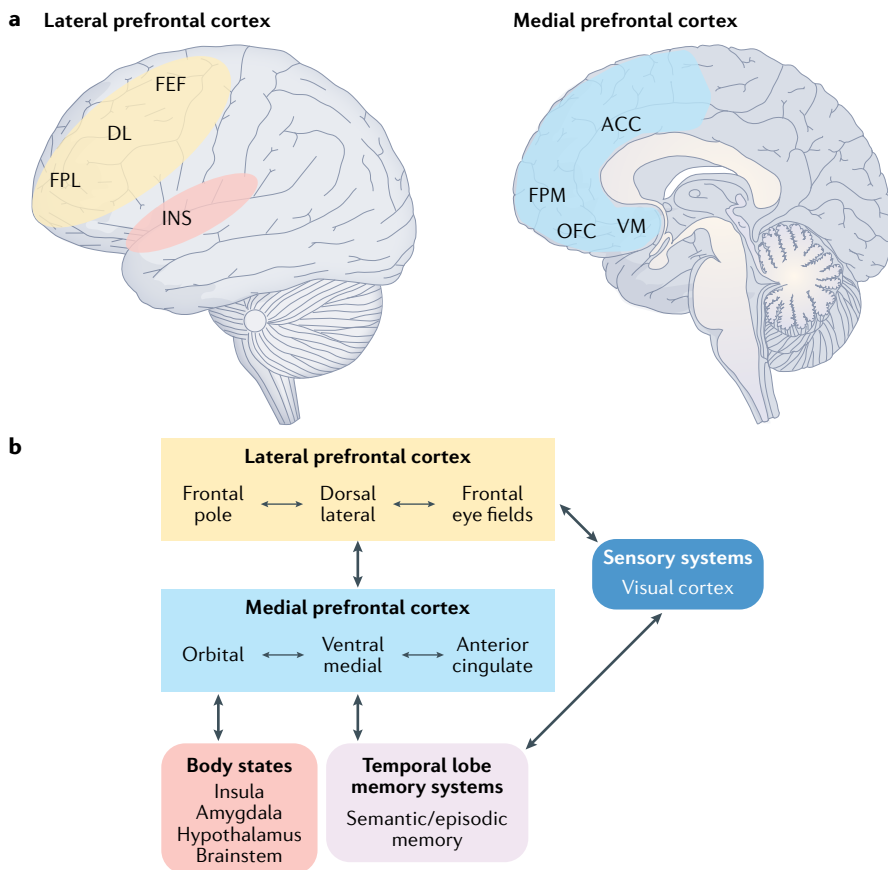 a
Lateral prefrontal cortex
Medial prefrontal cortex
FEF
DL
FPL
INS
ACC
FPM
OFC
VM
b
Lateral prefrontal cortex
Frontal
pole
Dorsal
lateral
Frontal
eye fields
Sensory systems
Visual cortex
Medial prefrontal cortex
Orbital
Ventral
medial
Anterior
cingulate
Body states
Insula
Amygdala
Hypothalamus
Brainstem
Temporal lobe
memory systems
Semantic/episodic
memory